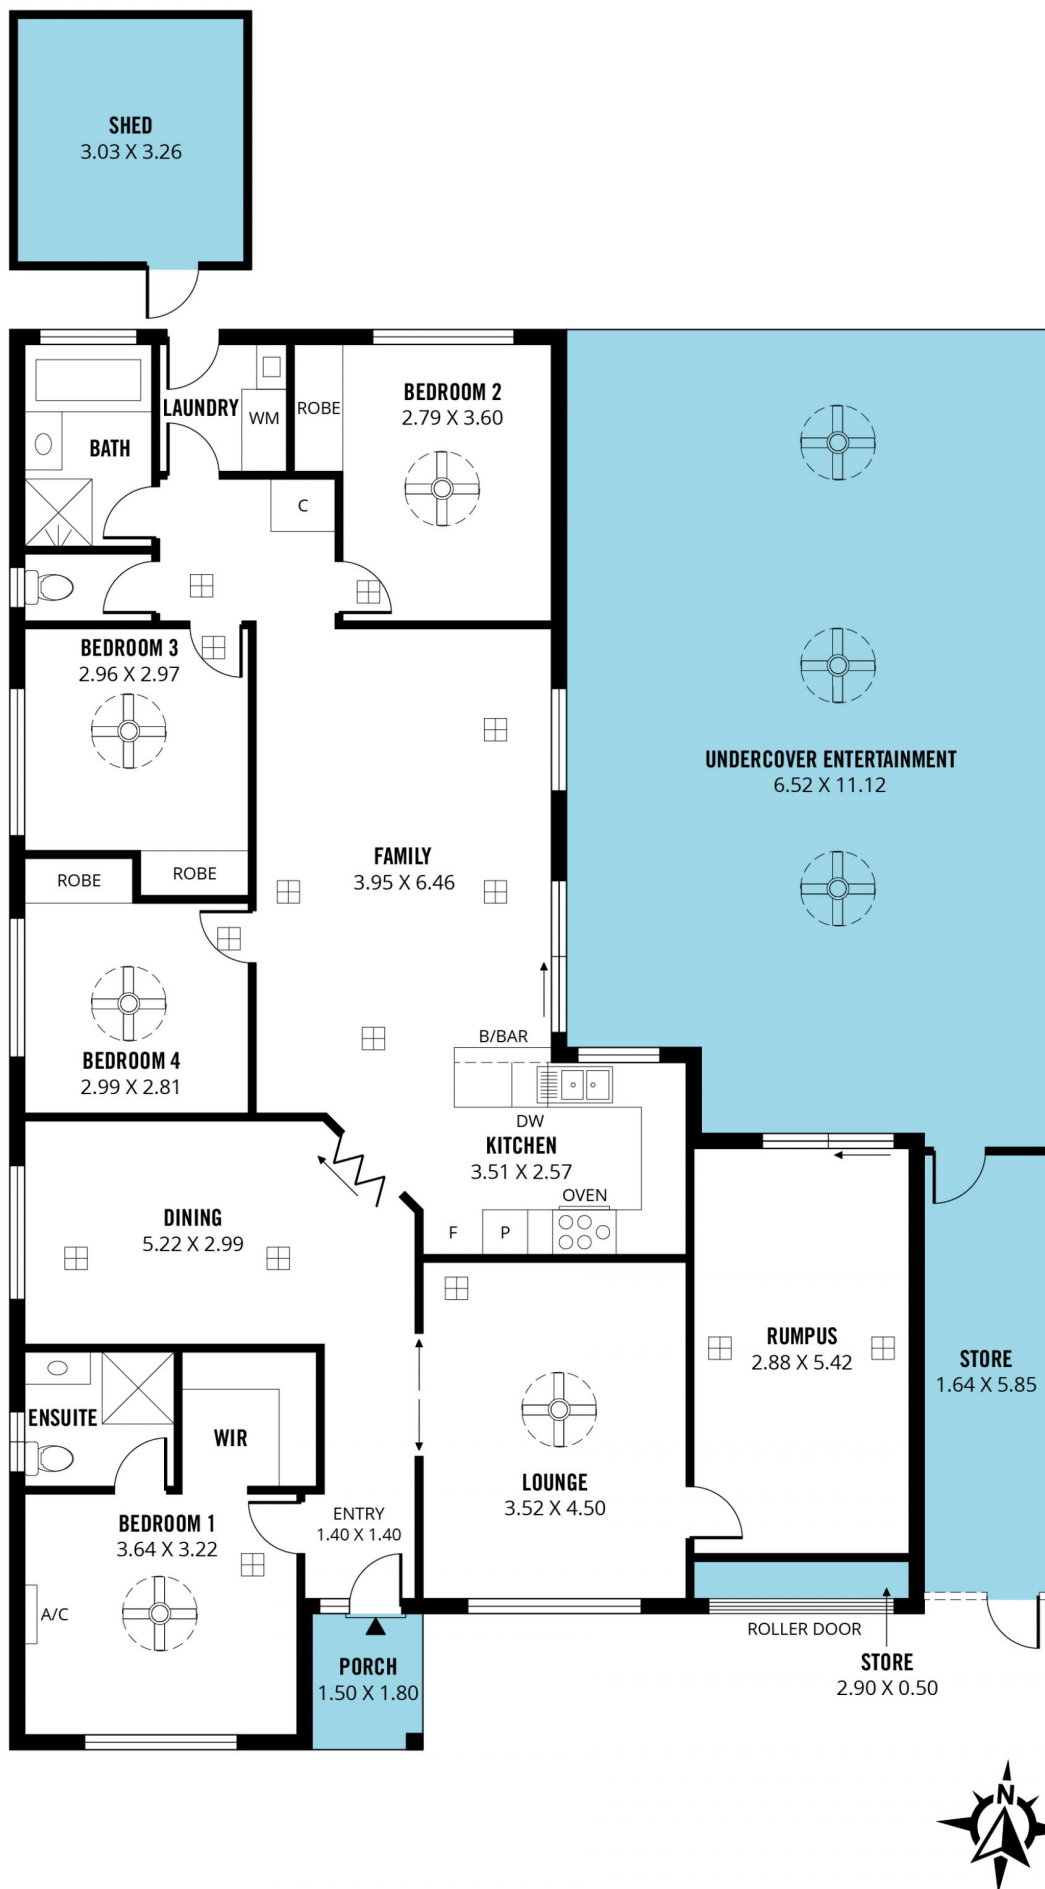 SHED
3.03 X 3.26
LAUNDRY
WM
ROBE
BEDROOM 2
2.79 X 3.60
BATH
C
BEDROOM 3
2.96 X 2.97
UNDERCOVER ENTERTAINMENT
6.52 X 11.12
FAMILY
3.95 X 6.46
ROBE
ROBE
BEDROOM 4
2.99 X 2.81
B/BAR
DW
KITCHEN
3.51 X 2.57
OVEN
F
P
DINING
5.22 X 2.99
RUMPUS
2.88 X 5.42
STORE
1.64 X 5.85
ENSUITE
WIR
LOUNGE
3.52 X 4.50
ENTRY
1.40 X 1.40
BEDROOM 1
3.64 X 3.22
A/C
ROLLER DOOR
PORCH
1.50 X 1.80
STORE
2.90 X 0.50
N